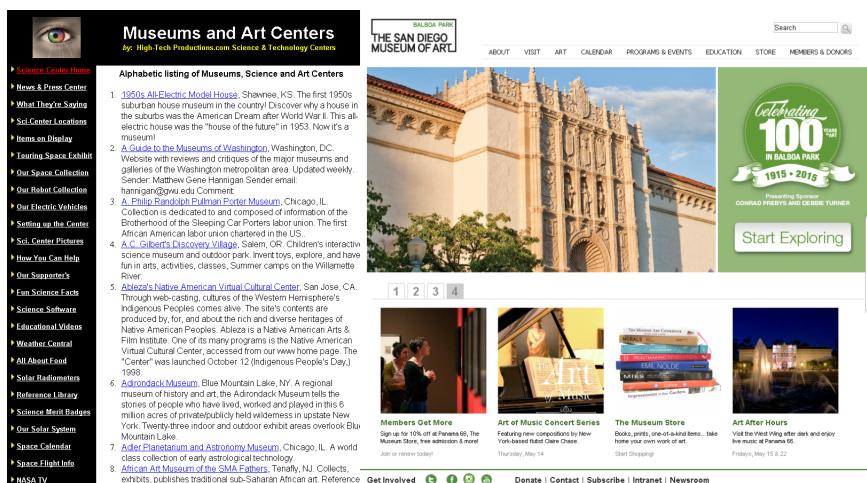 Museums and Art Centers
by: High-Tech Productions.com Science & Technology Centers
Science Center Home
News & Press Center
What They're Saying
Sci-Center Locations
Items on Display
Touring Space Exhibit
Our Space Collection
Our Robot Collection
Our Electric Vehicles
Setting up the Center
Sci. Center Pictures
How You Can Help
Our Supporter's
Fun Science Facts
Science Software
Educational Videos
Weather Central
All About Food
Solar Radiometers
Reference Library
Science Merit Badges
Our Solar System
Space Calendar
Space Flight Info
NASA TV
Alphabetic listing of Museums, Science and Art Centers
1. 1950s All-Electric Model House, Shawnee, KS. The first 1950s
suburban house museum in the country! Discover why a house in
the suburbs was the American Dream after World War II. This all-
electric house was the "house of the future" in 1953. Now it's a
museum!
2. A Guide to the Museums of Washington, Washington, DC.
Website with reviews and critiques of the major museums and
galleries of the Washington metropolitan area. Updated weekly.
Sender: Matthew Gene Hannigan Sender email:
hannigan@gwu.edu Comment:
3. A. Philip Randolph Pullman Porter Museum, Chicago, IL.
Collection is dedicated to and composed of information of the
Brotherhood of the Sleeping Car Porters labor union. The first
African American labor union chartered in the US..
4. A.C. Gilbert's Discovery Village, Salem, OR. Children's interactive
science museum and outdoor park. Invent toys, explore, and have
fun in arts, activities, classes, Summer camps on the Willamette
River.
5. Ableza's Native American Virtual Cultural Center, San Jose, CA.
Through web-casting, cultures of the Western Hemisphere's
Indigenous Peoples comes alive. The site's contents are
produced by, for, and about the rich and diverse heritages of
Native American Peoples. Ableza is a Native American Arts &
Film Institute. One of its many programs is the Native American
Virtual Cultural Center, accessed from our www home page. The
"Center" was launched October 12 (Indigenous People's Day,)
1998.
6. Adirondack Museum, Blue Mountain Lake, NY. A regional
museum of history and art, the Adirondack Museum tells the
stories of people who have lived, worked and played in this 6
million acres of private/publicly held wilderness in upstate New
York. Twenty-three indoor and outdoor exhibit areas overlook Blue
Mountain Lake.
7. Adler Planetarium and Astronomy Museum, Chicago, IL. A world
class collection of early astrological technology.
8. African Art Museum of the SMA Fathers, Tenafly, NJ. Collects,
exhibits, publishes traditional sub-Saharan African art. Reference
BALBOA PARK
THE SAN DIEGO
MUSEUM OF ART.
Search
ABOUT VISIT ART CALENDAR PROGRAMS & EVENTS EDUCATION STORE MEMBERS & DONORS
Celebrating
100 YEARS OF ART
IN BALBOA PARK
1915 • 2015
Presenting Sponsor
CONRAD PREBYS AND DEBBIE TURNER
Start Exploring
1 2 3 4
The Art
of Music
MORALS
PRINTMAKING
EMIL NOLDE
MIES
Members Get More
Sign up for 10% off at Panama 66, The
Museum Store, free admission & more!
Join or renew today!
Art of Music Concert Series
Featuring new compositions by New
York-based flutist Claire Chase.
Thursday, May 14
The Museum Store
Books, prints, one-of-a-kind items... take
home your own work of art.
Start Shopping!
Art After Hours
Visit the West Wing after dark and enjoy
live music at Panama 66.
Fridays, May 15 & 22
Get Involved Donate | Contact | Subscribe | Intranet | Newsroom